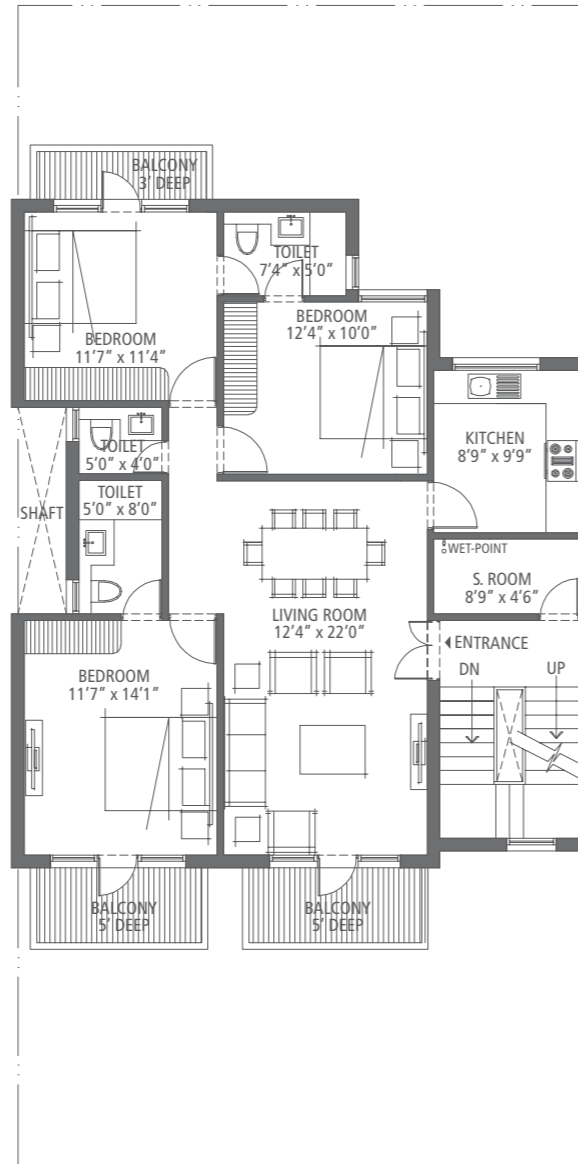 BALCONY
3' DEEP
TOILET
7'4" x 5'0"
BEDROOM
11'7" x 11'4"
BEDROOM
12'4" x 10'0"
KITCHEN
8'9" x 9'9"
TOILET
5'0" x 4'0"
TOILET
5'0" x 8'0"
SHAFT
WET-POINT
S. ROOM
8'9" x 4'6"
LIVING ROOM
12'4" x 22'0"
ENTRANCE
DN
UP
BEDROOM
11'7" x 14'1"
BALCONY
5' DEEP
BALCONY
5' DEEP